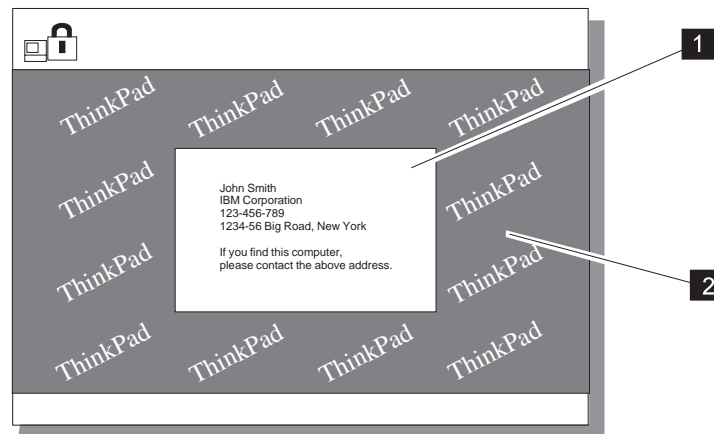 1
ThinkPad ThinkPad ThinkPad ThinkPad
John Smith
IBM Corporation
123-456-789
1234-56 Big Road, New York
If you find this computer,
please contact the above address.
ThinkPad ThinkPad
ThinkPad ThinkPad
2
ThinkPad ThinkPad ThinkPad ThinkPad